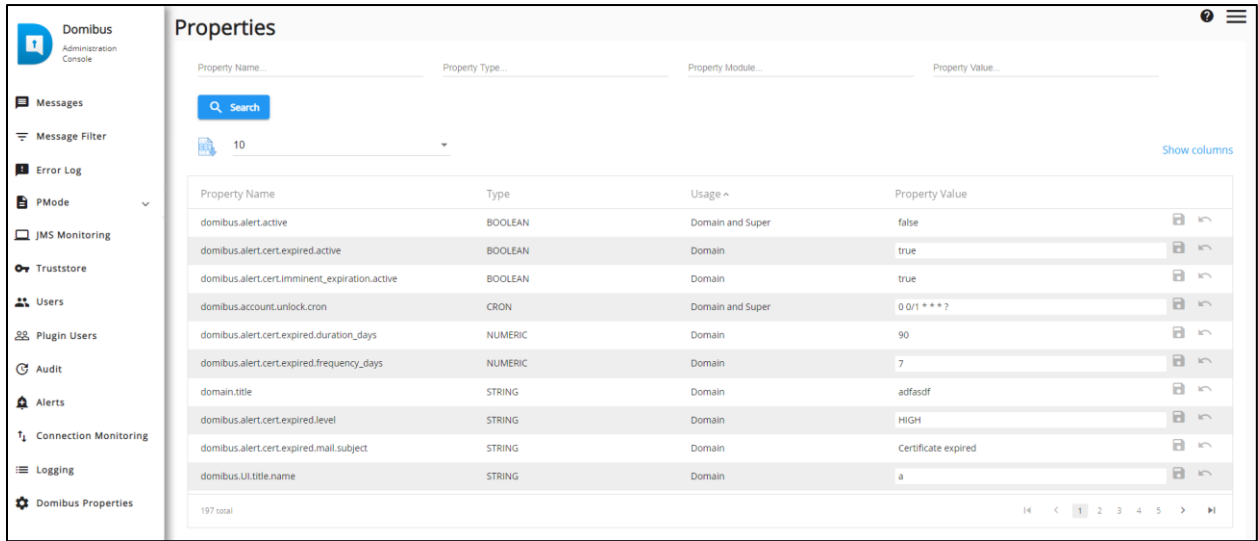 Domibus
Administration
Console
Messages
Message Filter
Error Log
PMode
JMS Monitoring
Truststore
Users
Plugin Users
Audit
Alerts
Connection Monitoring
Logging
Domibus Properties
Properties
Property Name... Property Type... Property Module... Property Value...
Search
10
Show columns
Property Name Type Usage Property Value
domibus.alert.active BOOLEAN Domain and Super false
domibus.alert.cert.expired.active BOOLEAN Domain true
domibus.alert.cert.imminent_expiration.active BOOLEAN Domain true
domibus.account.unlock.cron CRON Domain and Super 0 0/1 * * * ?
domibus.alert.cert.expired.duration_days NUMERIC Domain 90
domibus.alert.cert.expired.frequency_days NUMERIC Domain 7
domain.title STRING Domain adfasdf
domibus.alert.cert.expired.level STRING Domain HIGH
domibus.alert.cert.expired.mail.subject STRING Domain Certificate expired
domibus.UI.title.name STRING Domain a
197 total 1 2 3 4 5